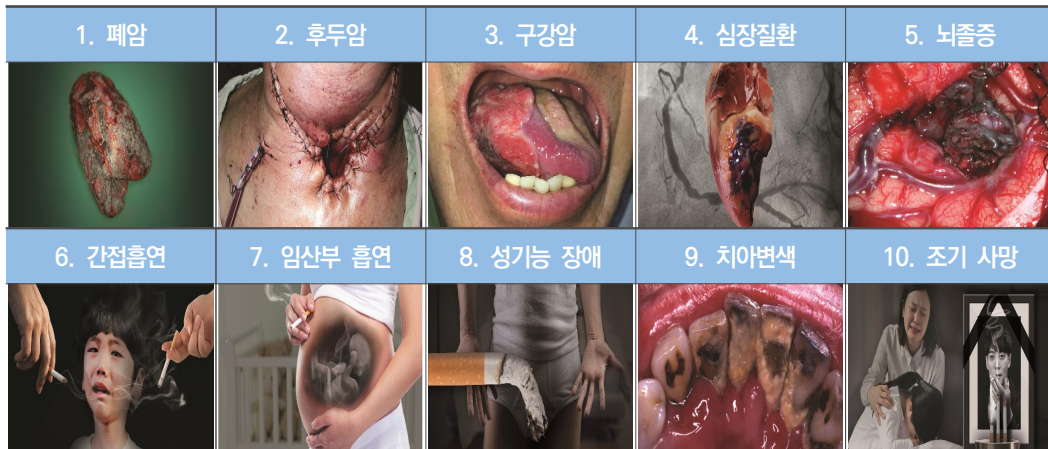 1. 폐암
2. 후두암
3. 구강암
4. 심장질환
5. 뇌졸증
6. 간접흡연
7. 임산부 흡연
8. 성기능 장애
9. 치아변색
10. 조기 사망